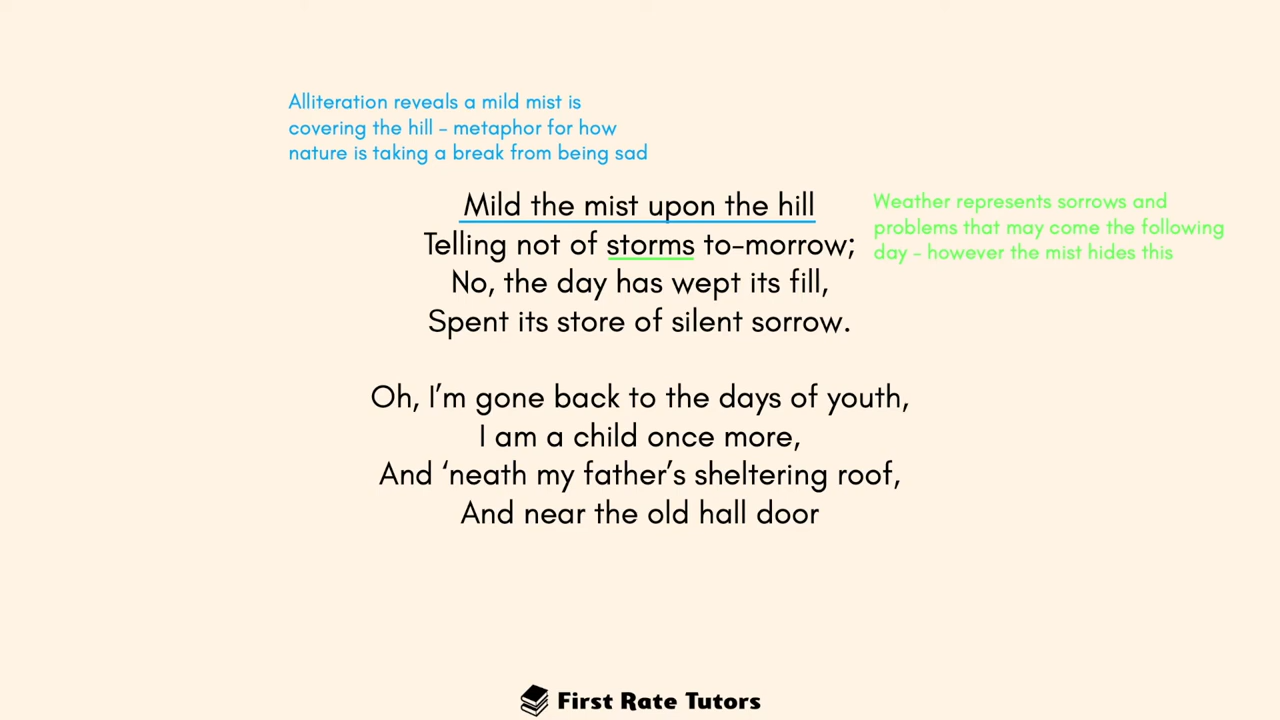 Alliteration reveals a mild mist is
covering the hill - metaphor for how
nature is taking a break from being sad
Mild the mist upon the hill
Telling not of storms to-morrow;
No, the day has wept its fill,
Spent its store of silent sorrow.
Weather represents sorrows and
problems that may come the following
day - however the mist hides this
Oh, I’m gone back to the days of youth,
I am a child once more,
And ‘neath my father’s sheltering roof,
And near the old hall door
First Rate Tutors